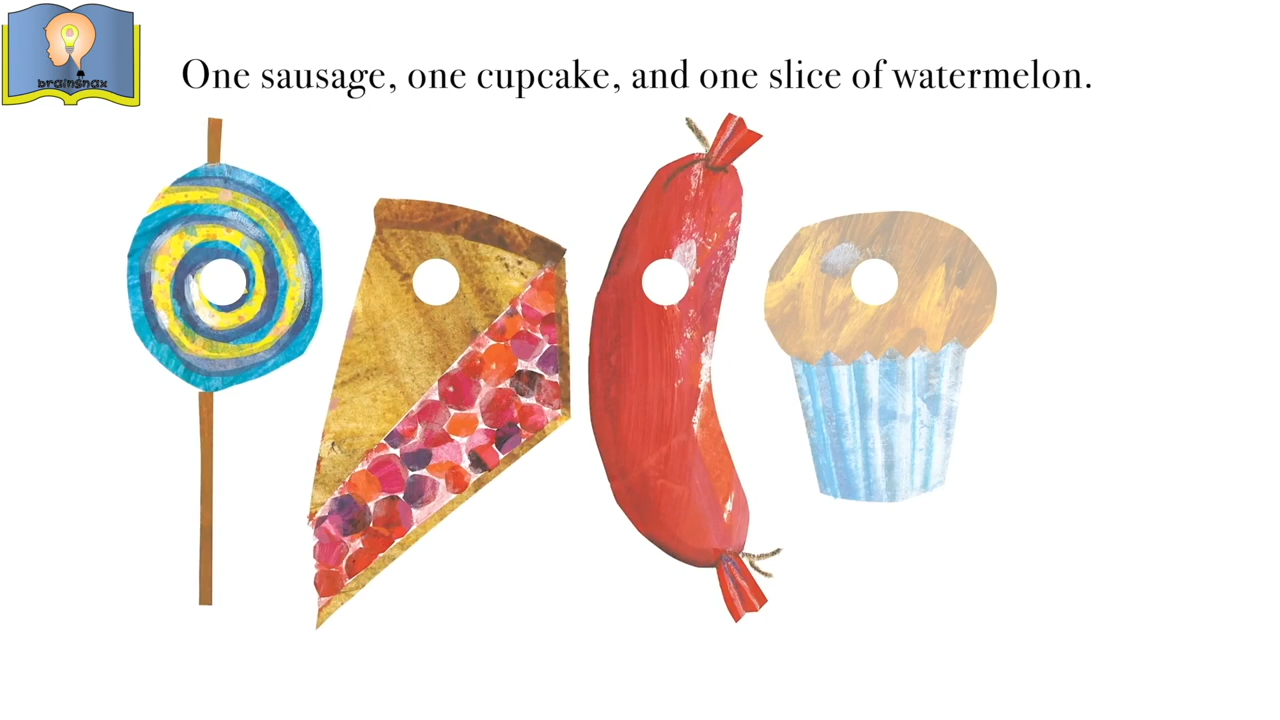 brainsnax
One sausage, one cupcake, and one slice of watermelon.